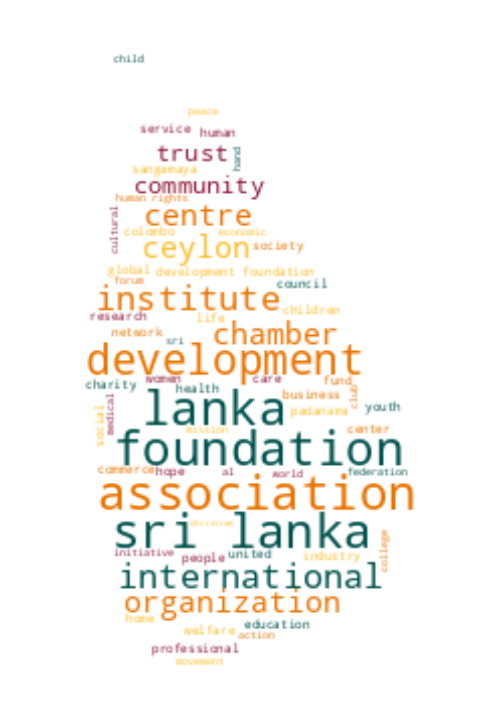 child
peace
service human
trust hand
sangamaya
community
human rights
centre
cultural colombo economic
ceylon society
global development foundation
forum council
institute
children
research life
network chamber
sri
development
charity women health care fund
business club
lanka
social medical padanama youth
mission center
foundation
commerce hope al world federation
association
christian
sri lanka
college
initiative people united industry
international
organization
home education
welfare action
professional
movement